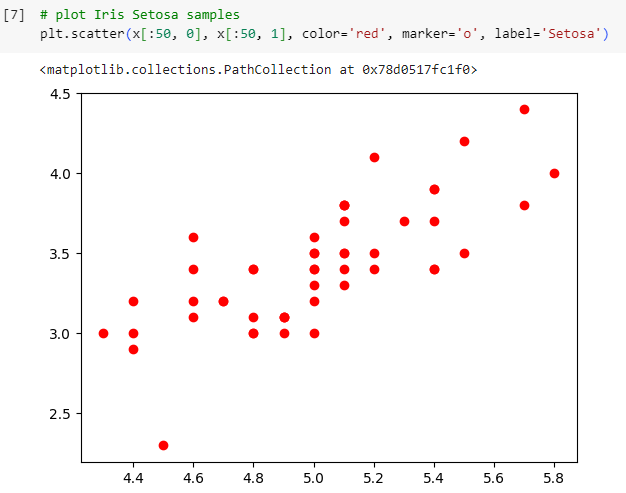 [7] # plot Iris Setosa samples
plt.scatter(x[:50, 0], x[:50, 1], color='red', marker='o', label='Setosa')
<matplotlib.collections.PathCollection at 0x78d0517fc1f0>
4.5
4.0
3.5
3.0
2.5
4.4 4.6 4.8 5.0 5.2 5.4 5.6 5.8